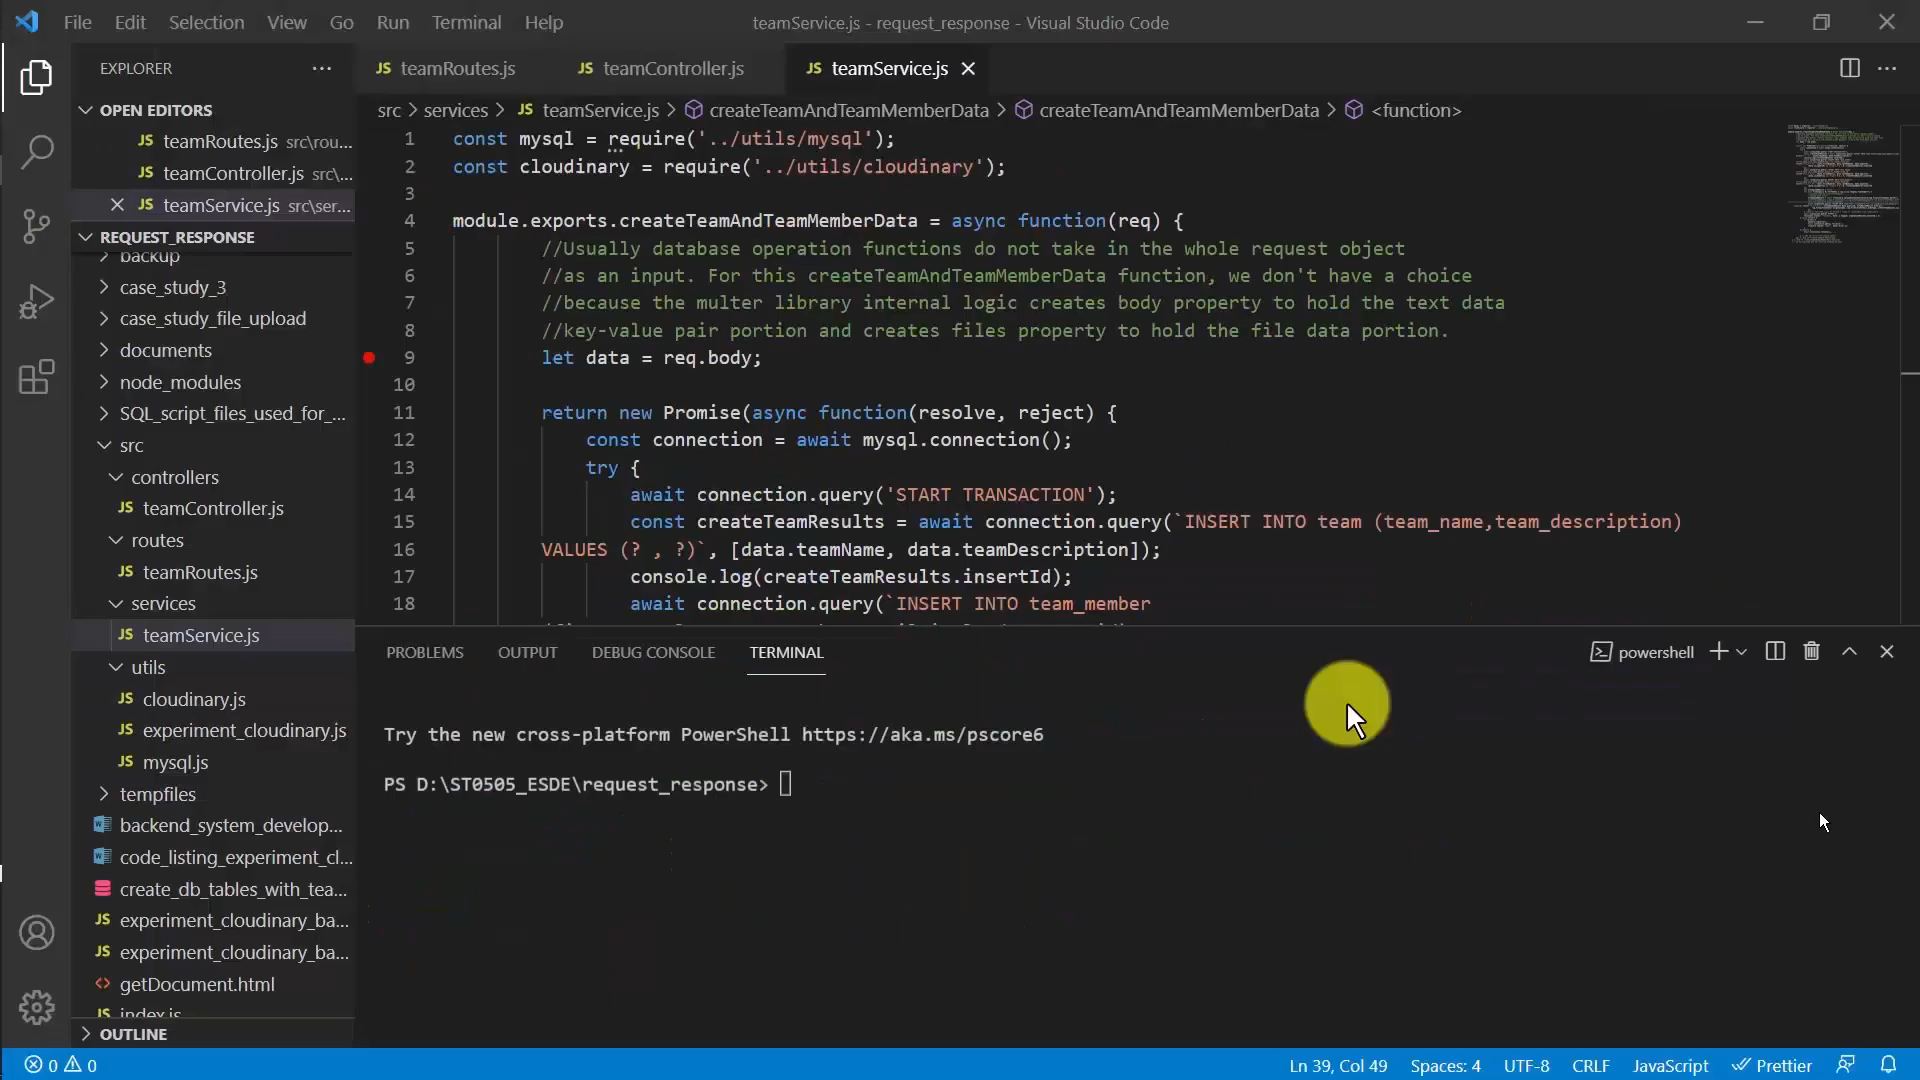 File Edit Selection View Go Run Terminal Help
teamService.js - request_response - Visual Studio Code
EXPLORER
OPEN EDITORS
teamRoutes.js src\rou...
teamController.js src\...
teamService.js src\ser...
REQUEST_RESPONSE
backup
case_study_3
case_study_file_upload
documents
node_modules
SQL_script_files_used_for_...
src
controllers
teamController.js
routes
teamRoutes.js
services
teamService.js
utils
cloudinary.js
experiment_cloudinary.js
mysql.js
tempfiles
backend_system_develop...
code_listing_experiment_cl...
create_db_tables_with_tea...
experiment_cloudinary_ba...
experiment_cloudinary_ba...
getDocument.html
index.js
OUTLINE
JS teamRoutes.js JS teamController.js JS teamService.js
src > services > JS teamService.js > createTeamAndTeamMemberData > createTeamAndTeamMemberData > <function>
1 const mysql = require('../utils/mysql');
2 const cloudinary = require('../utils/cloudinary');
3
4 module.exports.createTeamAndTeamMemberData = async function(req) {
5 //Usually database operation functions do not take in the whole request object
6 //as an input. For this createTeamAndTeamMemberData function, we don't have a choice
7 //because the multer library internal logic creates body property to hold the text data
8 //key-value pair portion and creates files property to hold the file data portion.
9 let data = req.body;
10
11 return new Promise(async function(resolve, reject) {
12 const connection = await mysql.connection();
13 try {
14 await connection.query('START TRANSACTION');
15 const createTeamResults = await connection.query(`INSERT INTO team (team_name,team_description)
16 VALUES (? , ?)`, [data.teamName, data.teamDescription]);
17 console.log(createTeamResults.insertId);
18 await connection.query(`INSERT INTO team_member
PROBLEMS OUTPUT DEBUG CONSOLE TERMINAL
powershell
Try the new cross-platform PowerShell https://aka.ms/pscore6
PS D:\ST0505_ESDE\request_response>
0 0
Ln 39, Col 49 Spaces: 4 UTF-8 CRLF JavaScript Prettier